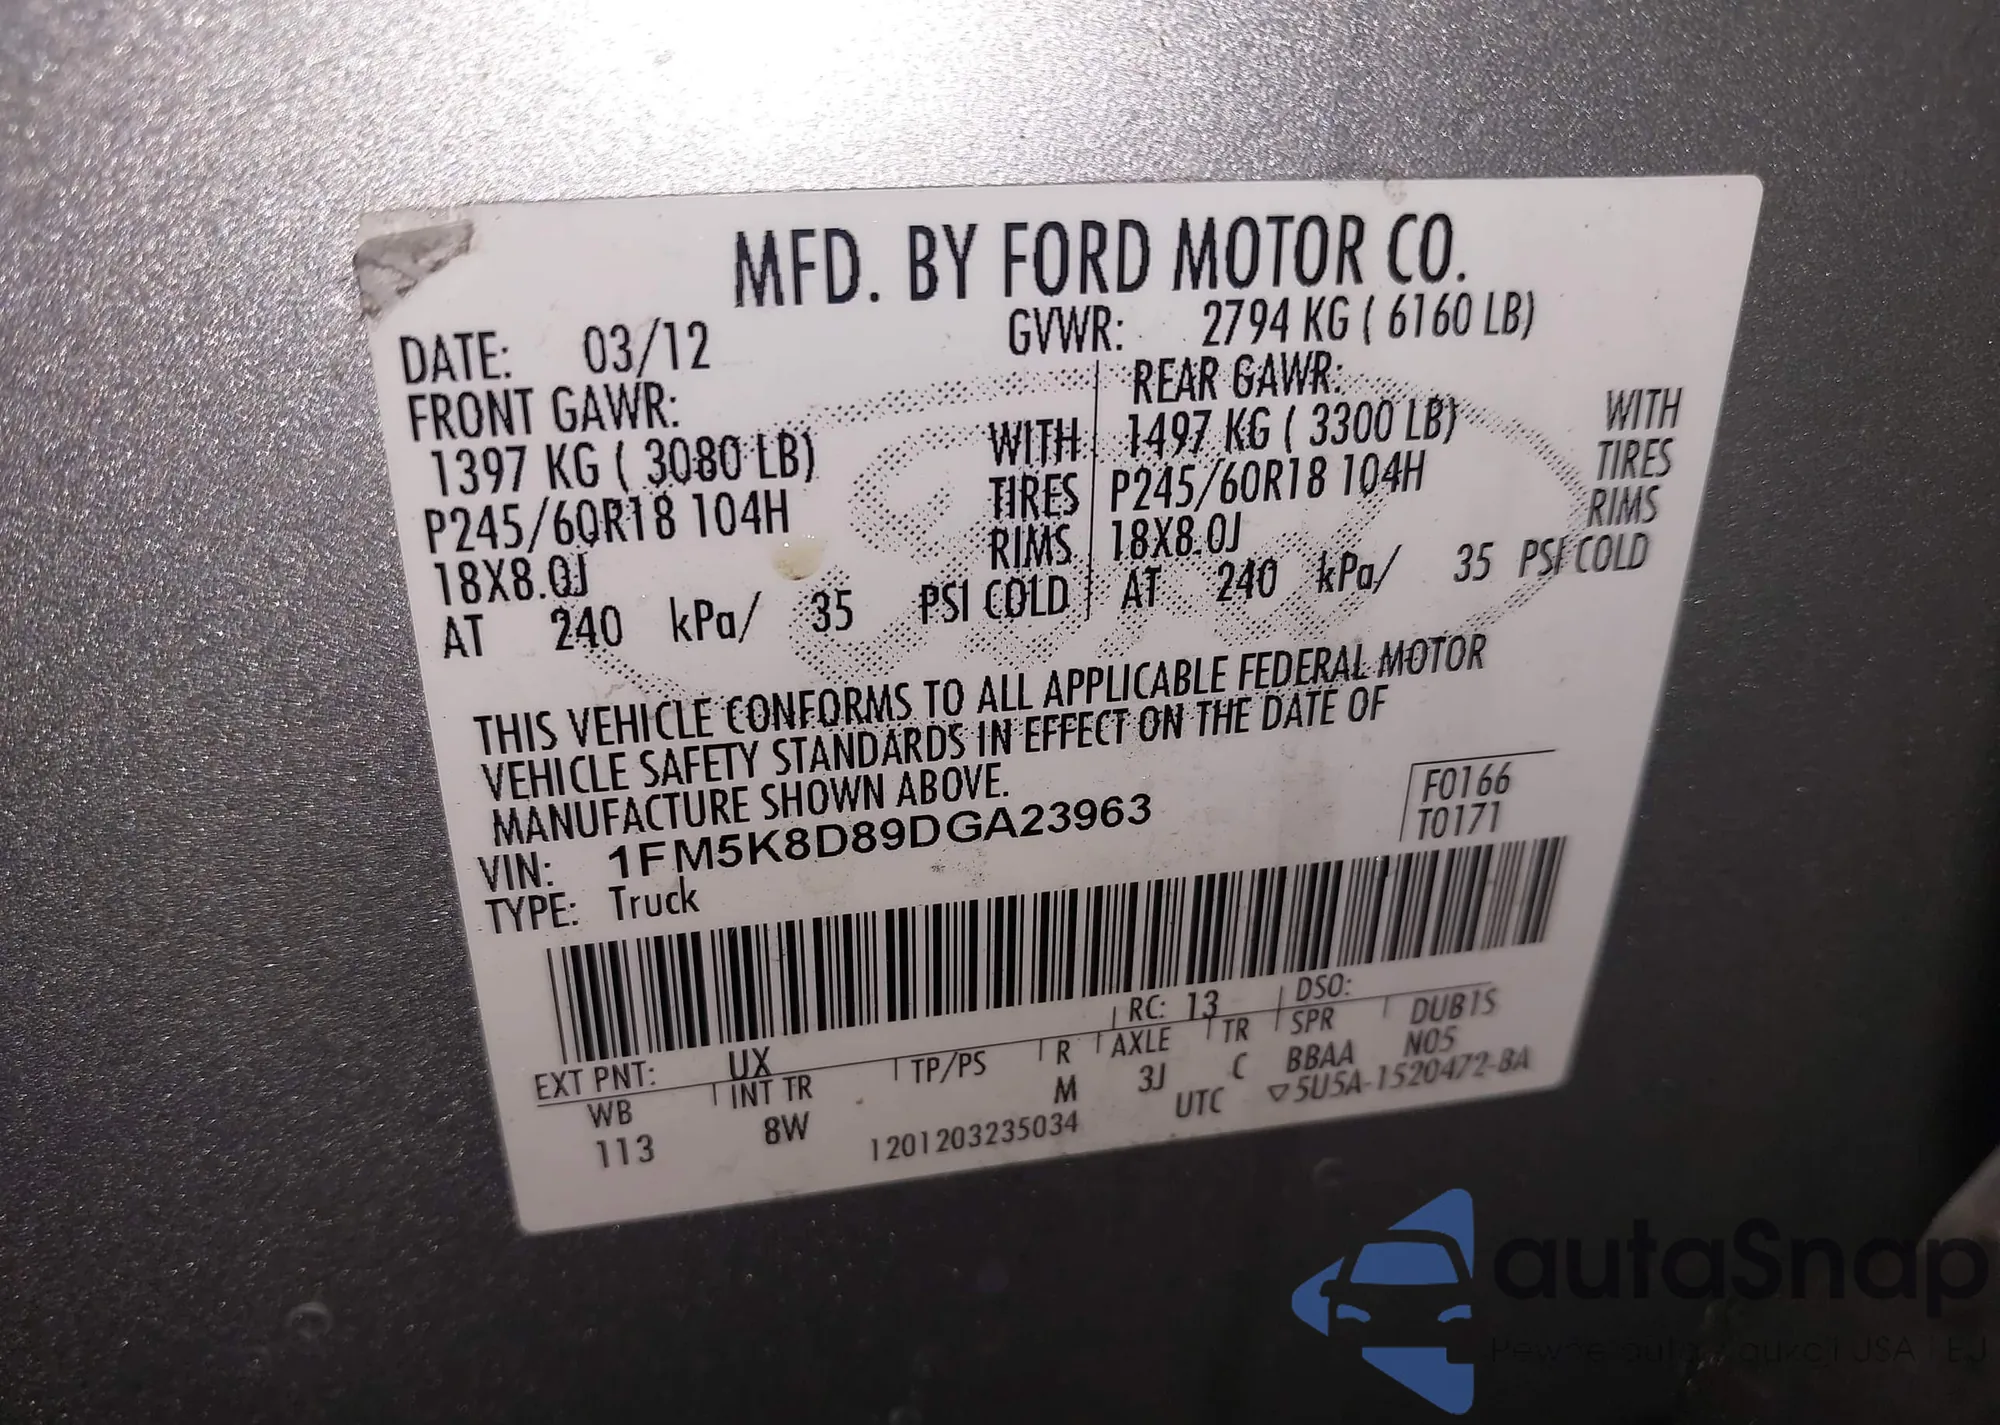 MFD. BY FORD MOTOR CO.
DATE: 03/12 GVWR: 2794 KG ( 6160 LB)
FRONT GAWR: REAR GAWR:
1397 KG ( 3080 LB) WITH 1497 KG ( 3300 LB) WITH
P245/60R18 104H TIRES P245/60R18 104H TIRES
18X8.0J RIMS 18X8.0J RIMS
AT 240 kPa/ 35 PSI COLD AT 240 kPa/ 35 PSI COLD
THIS VEHICLE CONFORMS TO ALL APPLICABLE FEDERAL MOTOR
VEHICLE SAFETY STANDARDS IN EFFECT ON THE DATE OF
MANUFACTURE SHOWN ABOVE.
F0166
T0171
VIN: 1FM5K8D89DGA23963
TYPE: Truck
EXT PNT: UX RC: 13 DSO:
WB INT TR TP/PS R AXLE TR SPR DUB1S
113 8W M 3J C BBAA N05
1201203235034 UTC ▽5U5A-1520472-BA
autaSnap